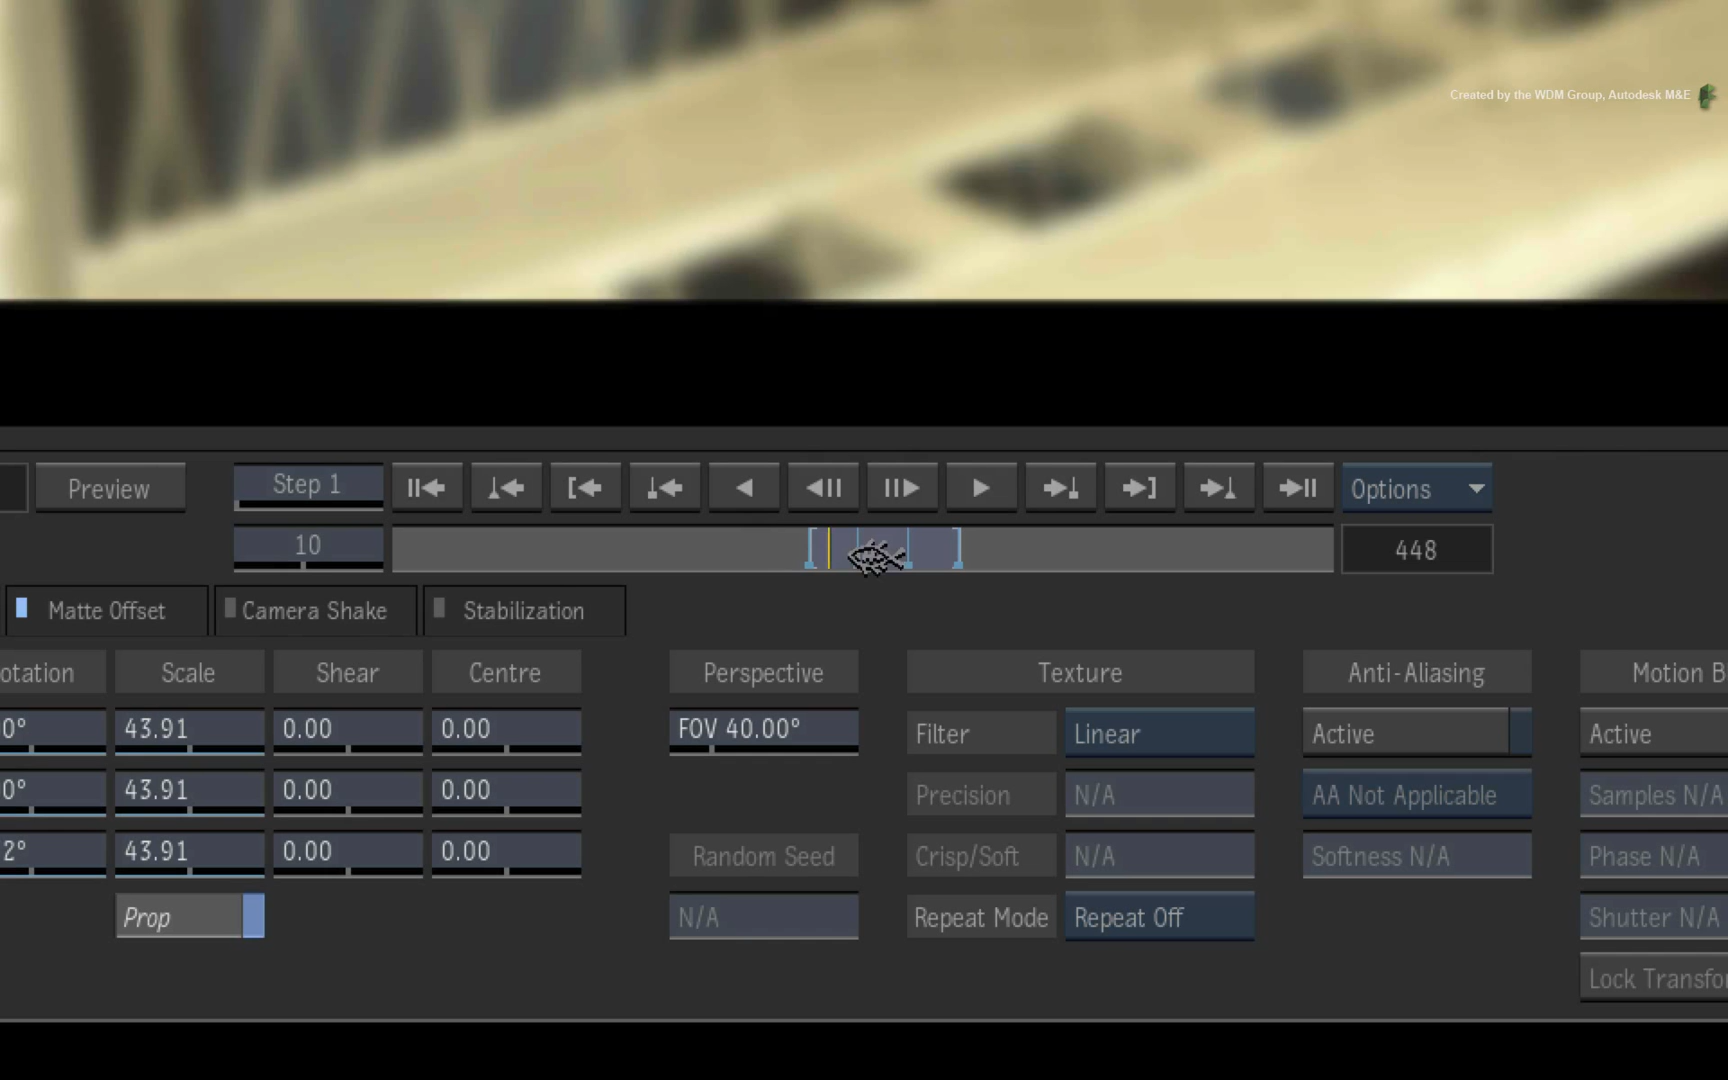 Created by the WDM Group, Autodesk M&E
Preview Step 1 Options
10 448
Matte Offset Camera Shake Stabilization
otation Scale Shear Centre Perspective Texture Anti-Aliasing Motion B
0° 43.91 0.00 0.00 FOV 40.00° Filter Linear Active Active
0° 43.91 0.00 0.00 Precision N/A AA Not Applicable Samples N/A
2° 43.91 0.00 0.00 Random Seed Crisp/Soft N/A Softness N/A Phase N/A
Prop N/A Repeat Mode Repeat Off Shutter N/A
Lock Transfo